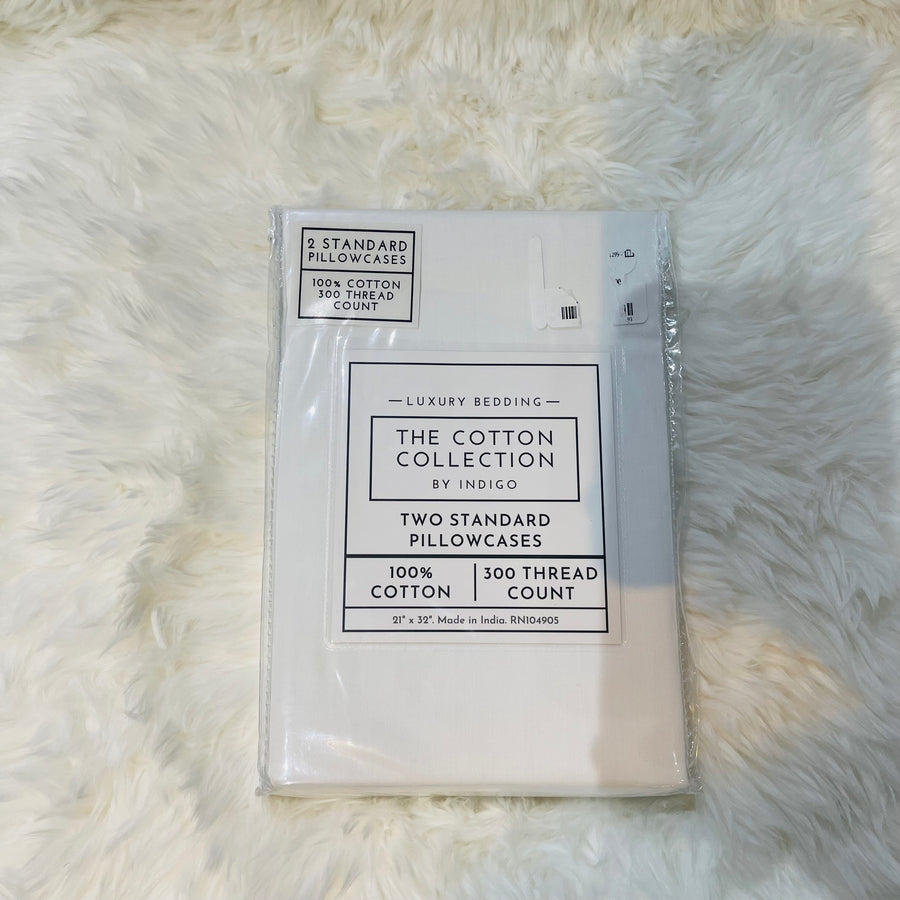 2 STANDARD
PILLOWCASES
100% COTTON
300 THREAD
COUNT
— LUXURY BEDDING —
THE COTTON
COLLECTION
BY INDIGO
TWO STANDARD
PILLOWCASES
100%
COTTON
300 THREAD
COUNT
21" x 32". Made in India. RN104905